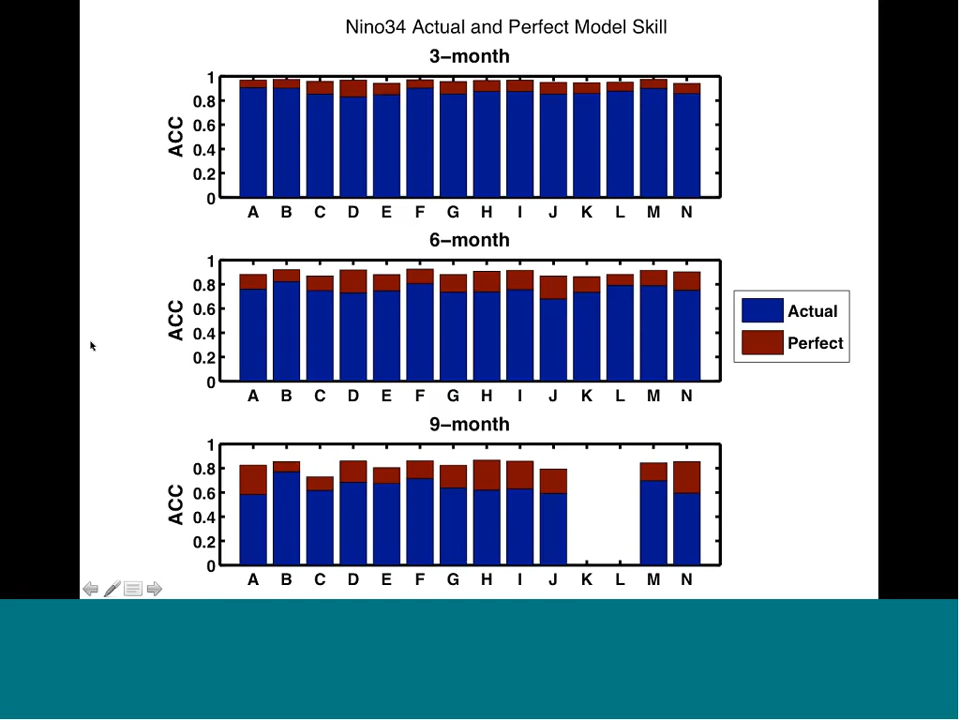 Nino34 Actual and Perfect Model Skill
3−month
1
0.8
0.6
0.4
0.2
0
ACC
A B C D E F G H I J K L M N
6−month
1
0.8
0.6
0.4
0.2
0
ACC
A B C D E F G H I J K L M N
Actual
Perfect
9−month
1
0.8
0.6
0.4
0.2
0
ACC
A B C D E F G H I J K L M N